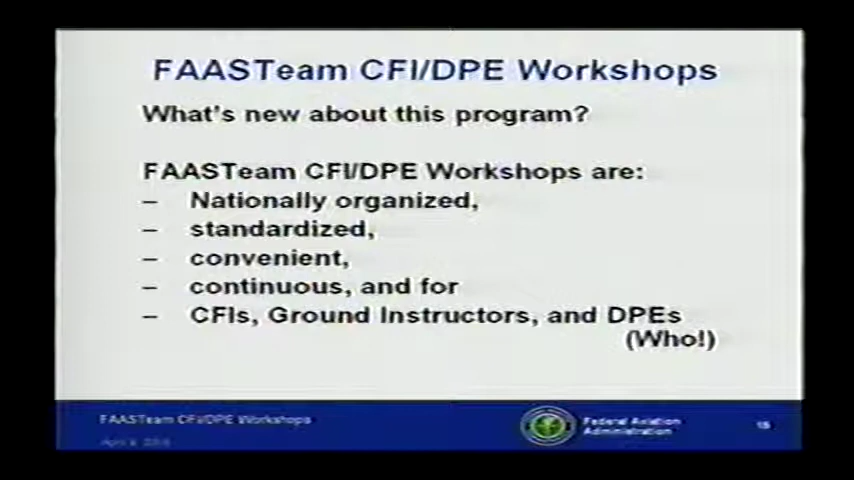 FAASTeam CFI/DPE Workshops
What's new about this program?
FAASTeam CFI/DPE Workshops are:
– Nationally organized,
– standardized,
– convenient,
– continuous, and for
– CFIs, Ground Instructors, and DPEs
(Who!)
FAASTeam CFI/DPE Workshops
Federal Aviation
Administration